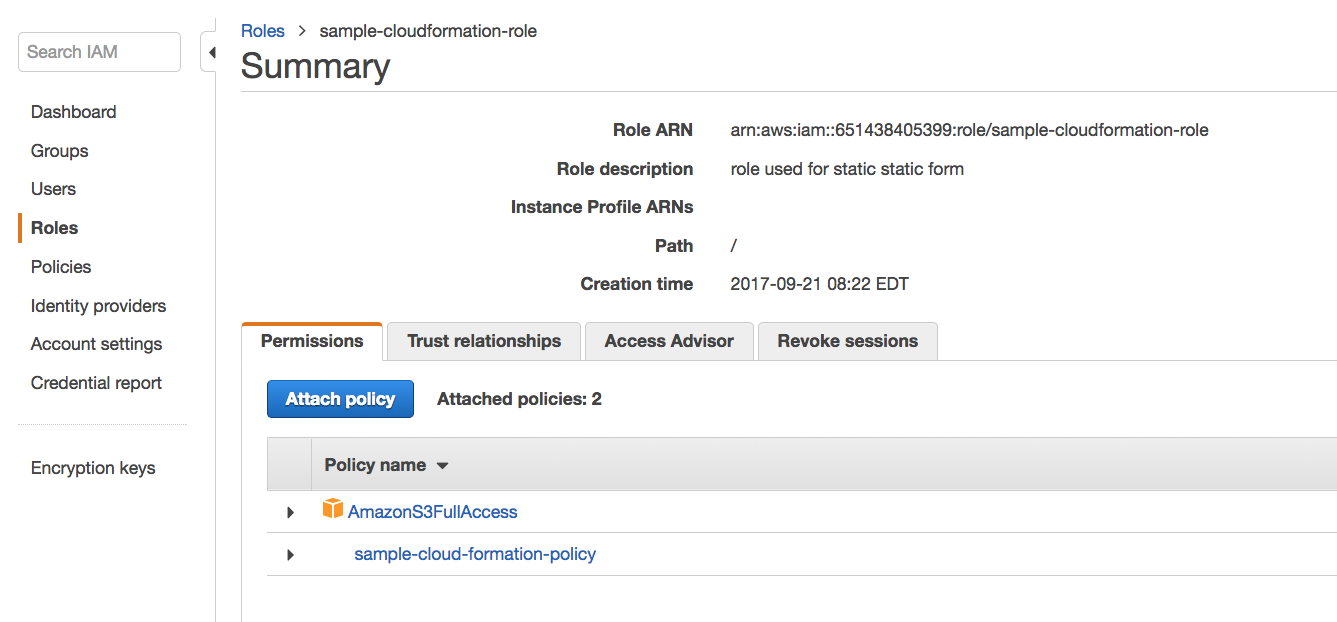 Search IAM
Dashboard
Groups
Users
Roles
Policies
Identity providers
Account settings
Credential report
Encryption keys
Roles > sample-cloudformation-role
Summary
Role ARN arn:aws:iam::651438405399:role/sample-cloudformation-role
Role description role used for static static form
Instance Profile ARNs
Path /
Creation time 2017-09-21 08:22 EDT
Permissions Trust relationships Access Advisor Revoke sessions
Attach policy Attached policies: 2
Policy name
AmazonS3FullAccess
sample-cloud-formation-policy